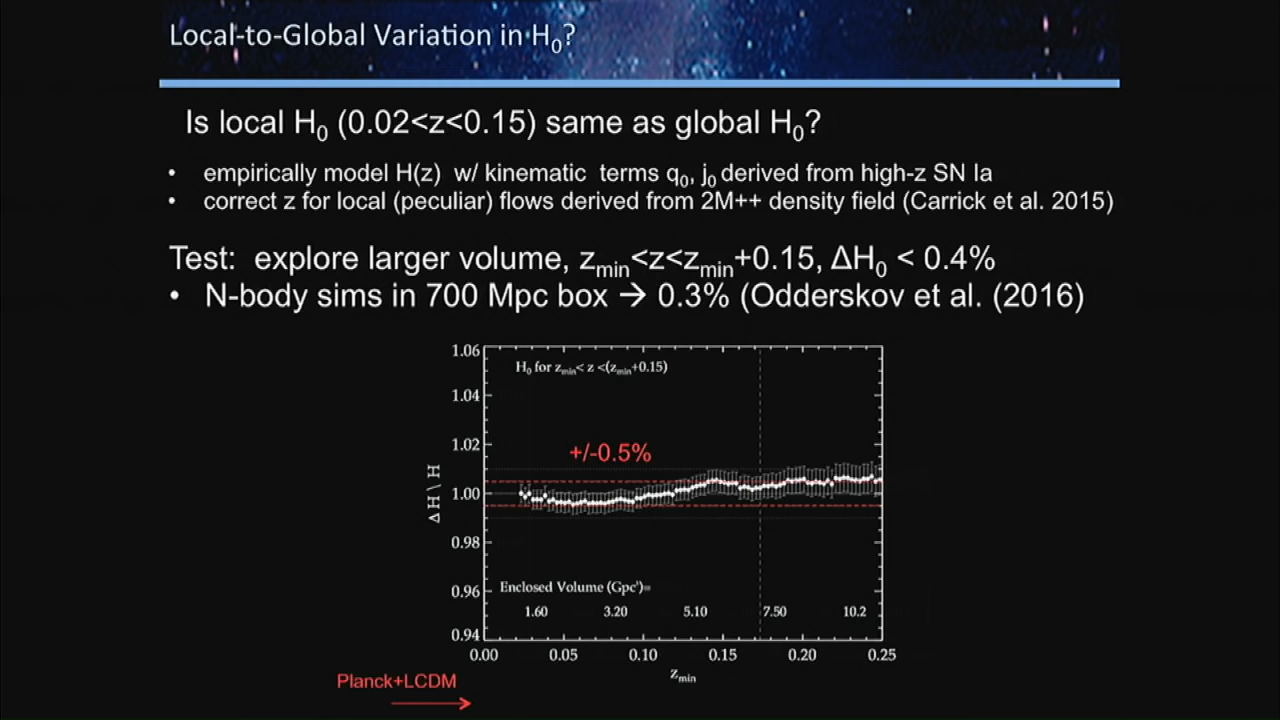 Local-to-Global Variation in H₀?
Is local H₀ (0.02<z<0.15) same as global H₀?
• empirically model H(z) w/ kinematic terms q₀, j₀ derived from high-z SN Ia
• correct z for local (peculiar) flows derived from 2M++ density field (Carrick et al. 2015)
Test: explore larger volume, zmin<z<zmin+0.15, ΔH₀ < 0.4%
• N-body sims in 700 Mpc box → 0.3% (Odderskov et al. (2016)
H₀ for zmin< z <(zmin+0.15)
+/-0.5%
Enclosed Volume (Gpc³)=
1.60 3.20 5.10 7.50 10.2
1.06
1.04
1.02
1.00
0.98
0.96
0.94
Δ H \ H
0.00 0.05 0.10 0.15 0.20 0.25
zmin
Planck+LCDM